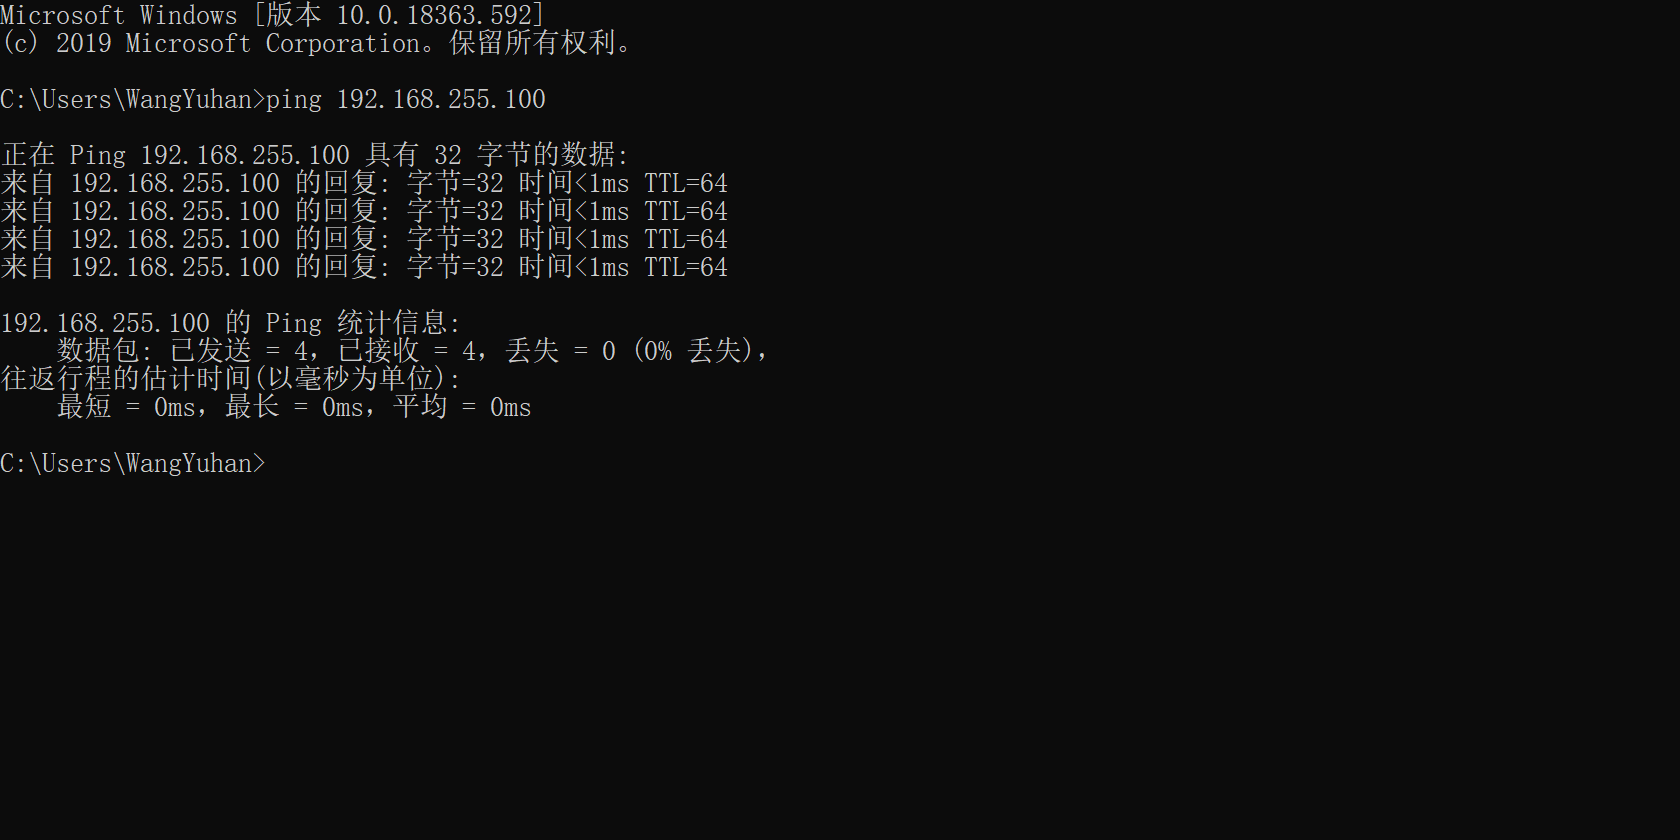 Microsoft Windows [版本 10.0.18363.592]
(c) 2019 Microsoft Corporation。保留所有权利。
C:\Users\WangYuhan>ping 192.168.255.100
正在 Ping 192.168.255.100 具有 32 字节的数据:
来自 192.168.255.100 的回复: 字节=32 时间<1ms TTL=64
来自 192.168.255.100 的回复: 字节=32 时间<1ms TTL=64
来自 192.168.255.100 的回复: 字节=32 时间<1ms TTL=64
来自 192.168.255.100 的回复: 字节=32 时间<1ms TTL=64
192.168.255.100 的 Ping 统计信息:
    数据包: 已发送 = 4，已接收 = 4，丢失 = 0 (0% 丢失)，
往返行程的估计时间(以毫秒为单位):
    最短 = 0ms，最长 = 0ms，平均 = 0ms
C:\Users\WangYuhan>